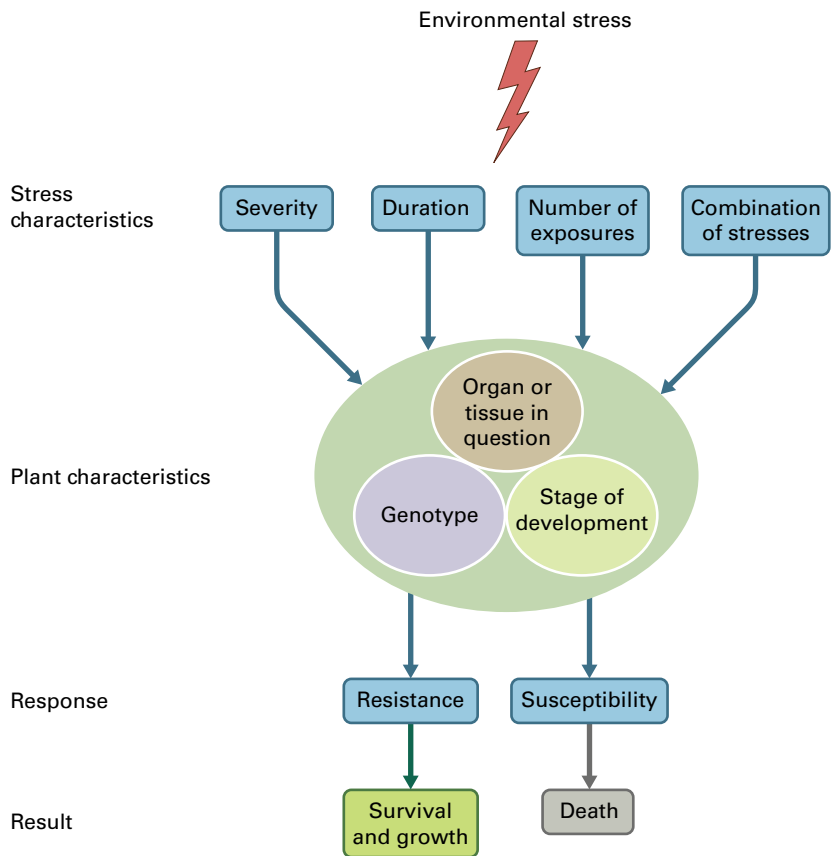 Environmental stress
Stress
characteristics
Severity
Duration
Number of
exposures
Combination
of stresses
Plant characteristics
Organ or
tissue in
question
Genotype
Stage of
development
Response
Resistance
Susceptibility
Result
Survival
and growth
Death